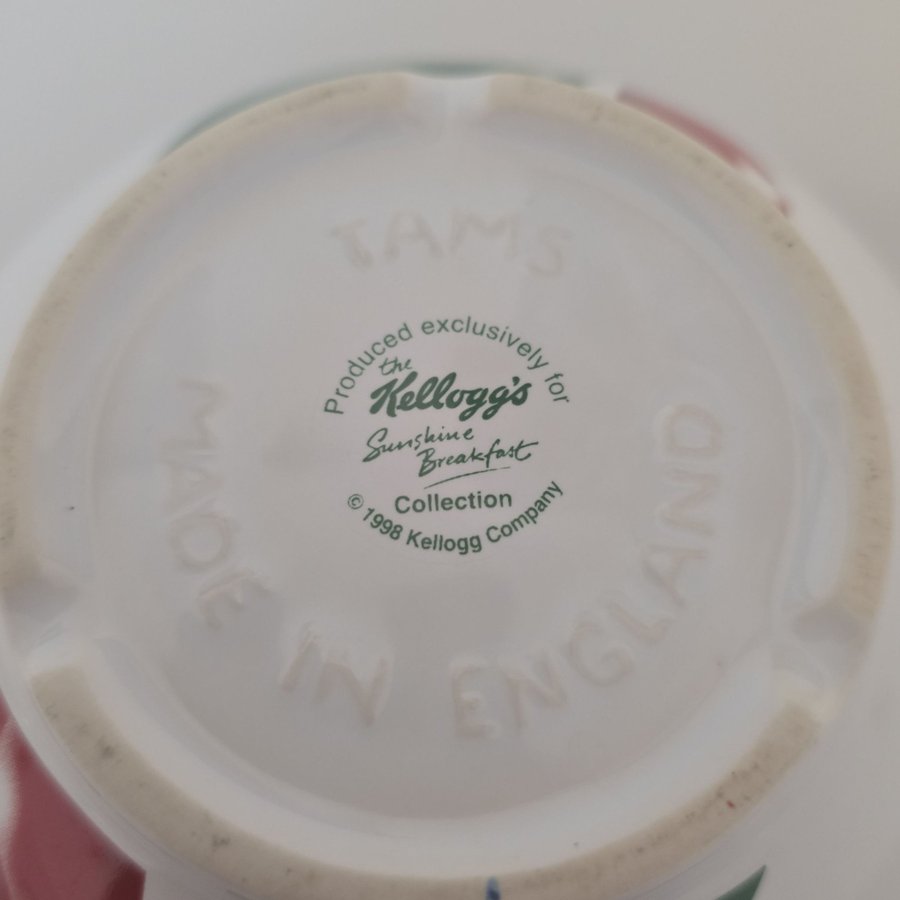 TAMS
Produced exclusively for
the
Kellogg's
Sunshine
Breakfast
Collection
© 1998 Kellogg Company
MADE IN ENGLAND